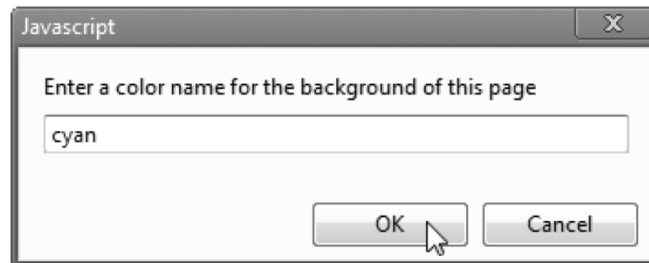 Javascript
Enter a color name for the background of this page
cyan
OK Cancel